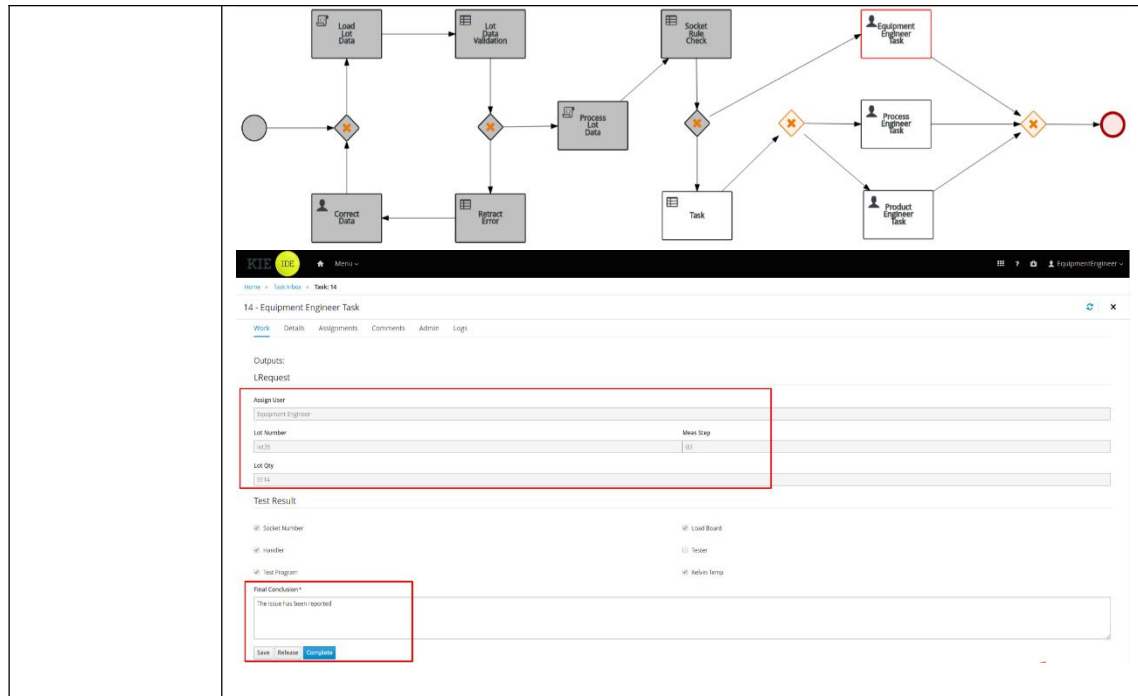 Load
Lot
Data
Lot
Data
Validation
Socket
Rule
Check
Equipment
Engineer
Task
Process
Lot
Data
Process
Engineer
Task
Correct
Data
Retract
Error
Task
Product
Engineer
Task
KIE IDE Menu ? EquipmentEngineer
Home » Task Inbox » Task: 14
14 - Equipment Engineer Task
Work Details Assignments Comments Admin Logs
Outputs:
LRequest
Assign User
Equipment Engineer
Lot Number Meas Step
lot35
Lot Qty
Test Result
Socket Number Load Board
Handler Tester
Test Program Kelvin Temp
Final Conclusion *
The issue has been reported
Save Release Complete